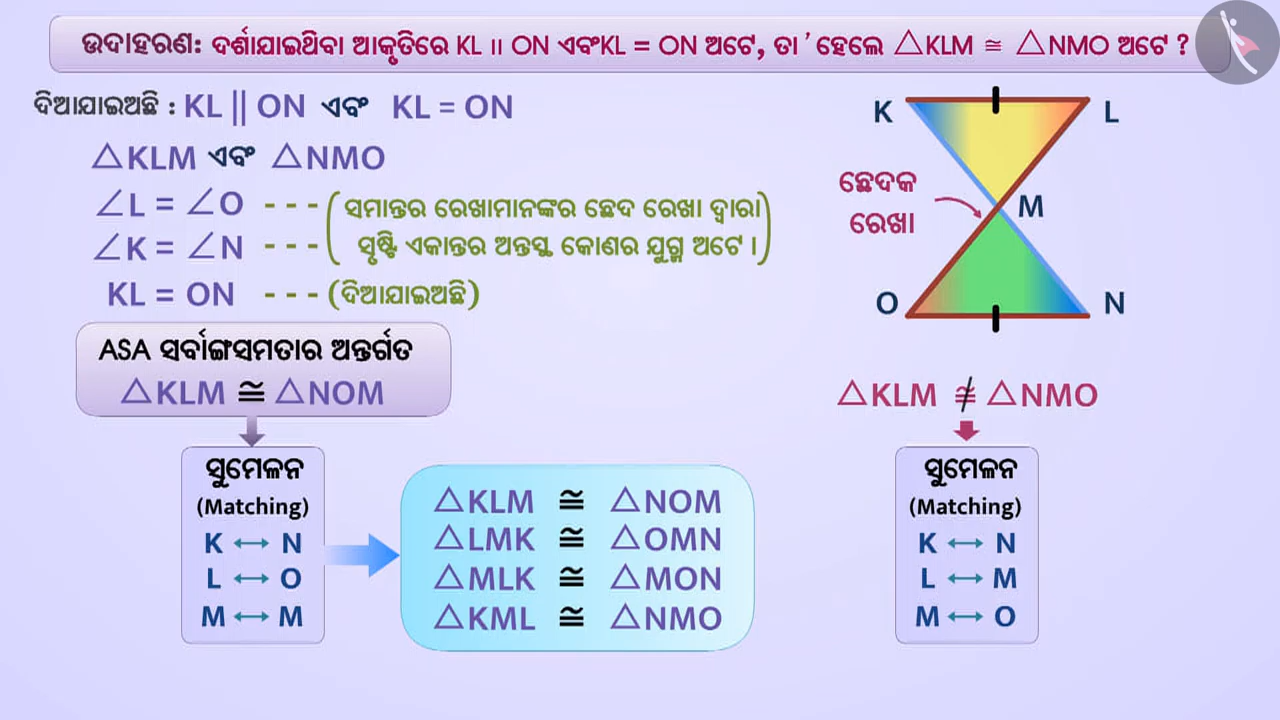 ଉଦାହରଣ: ଦର୍ଶାଯାଇଥିବା ଆକୃତିରେ KL ॥ ON ଏବଂKL = ON ଅଟେ, ତା'ହେଲେ △KLM ≅ △NMO ଅଟେ ?
ଦିଆଯାଇଅଛି : KL || ON ଏବଂ KL = ON
△KLM ଏବଂ △NMO
∠L = ∠O --- (ସମାନ୍ତର ରେଖାମାନଙ୍କର ଛେଦ ରେଖା ଦ୍ଵାରା
∠K = ∠N --- ସୃଷ୍ଟି ଏକାନ୍ତର ଅନ୍ତସ୍ଥ କୋଣର ଯୁଗ୍ମ ଅଟେ ।)
KL = ON --- (ଦିଆଯାଇଅଛି)
ASA ସର୍ବାଙ୍ଗସମତାର ଅନ୍ତର୍ଗତ
△KLM ≅ △NOM
ସୁମେଳନ
(Matching)
K ↔ N
L ↔ O
M ↔ M
△KLM ≅ △NOM
△LMK ≅ △OMN
△MLK ≅ △MON
△KML ≅ △NMO
K
L
ଛେଦକ
ରେଖା
M
O
N
△KLM ≇ △NMO
ସୁମେଳନ
(Matching)
K ↔ N
L ↔ M
M ↔ O